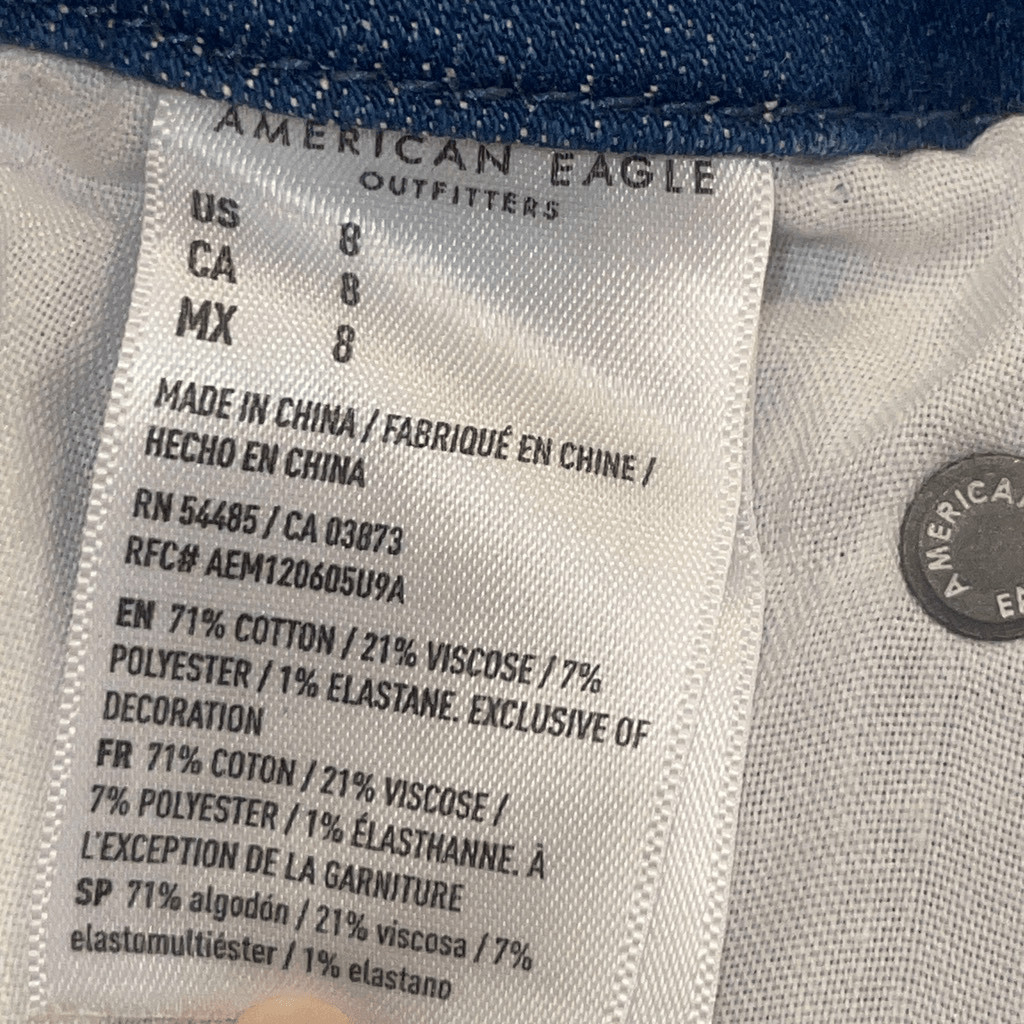 AMERICAN EAGLE
OUTFITTERS
US 8
CA 8
MX 8
MADE IN CHINA / FABRIQUÉ EN CHINE /
HECHO EN CHINA
RN 54485 / CA 03873
RFC# AEM120605U9A
EN 71% COTTON / 21% VISCOSE / 7%
POLYESTER / 1% ELASTANE. EXCLUSIVE OF
DECORATION
FR 71% COTON / 21% VISCOSE /
7% POLYESTER / 1% ÉLASTHANNE. À
L'EXCEPTION DE LA GARNITURE
SP 71% algodón / 21% viscosa / 7%
elastomultiéster / 1% elastano